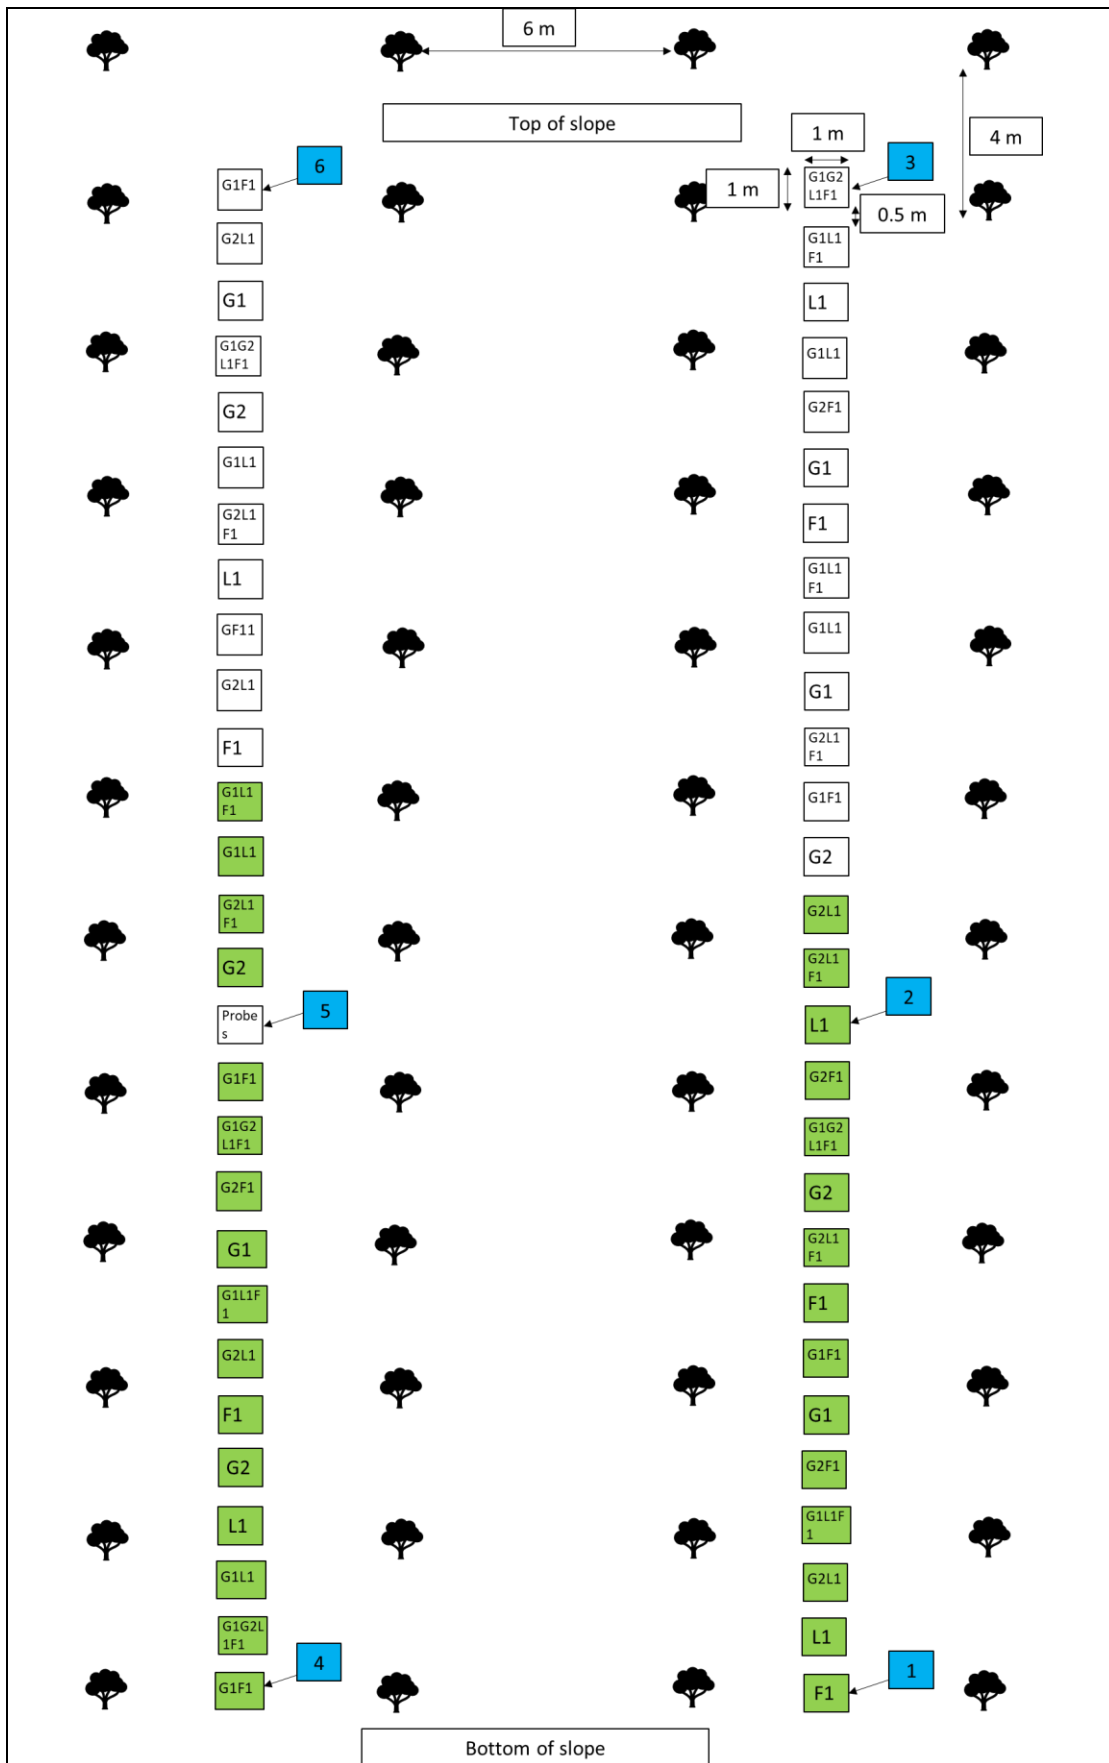 6 m
Top of slope
1 m
4 m
6
3
G1F1
1 m
G1G2
L1F1
0.5 m
G2L1
G1L1
F1
G1
L1
G1G2
L1F1
G1L1
G2
G2F1
G1L1
G1
G2L1
F1
F1
L1
G1L1
F1
GF11
G1L1
G2L1
G1
F1
G2L1
F1
G1L1
F1
G1F1
G1L1
G2
G2L1
F1
G2L1
G2
G2L1
F1
Probe
s
5
L1
2
G1F1
G2F1
G1G2
L1F1
G1G2
L1F1
G2F1
G2
G1
G2L1
F1
G1L1F
1
F1
G2L1
G1F1
F1
G1
G2
G2F1
L1
G1L1F
1
G1L1
G2L1
G1G2L
1F1
L1
G1F1
4
F1
1
Bottom of slope